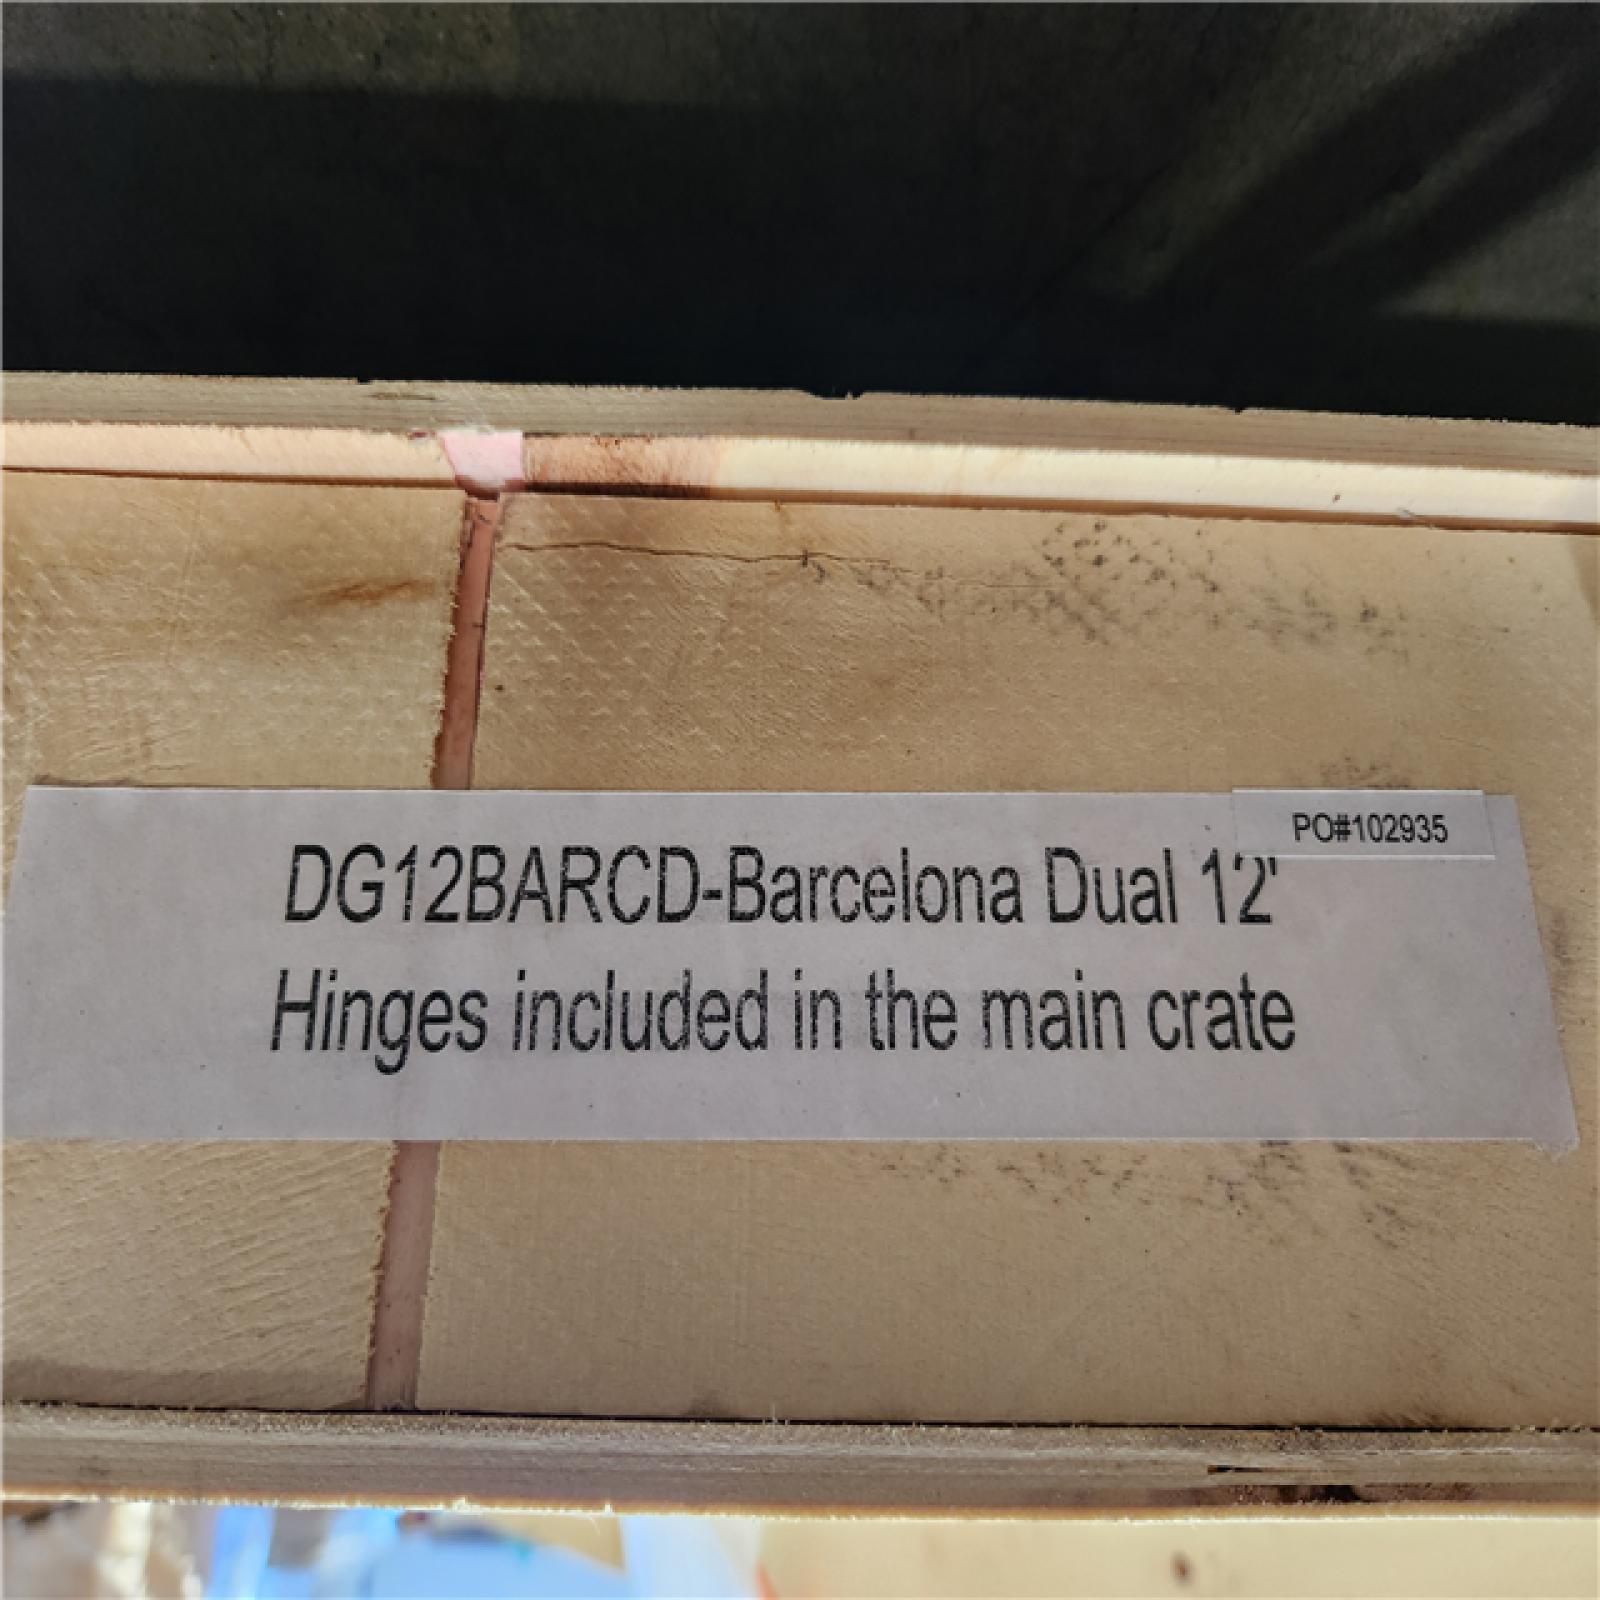 PO#102935
DG12BARCD-Barcelona Dual 12'
Hinges included in the main crate